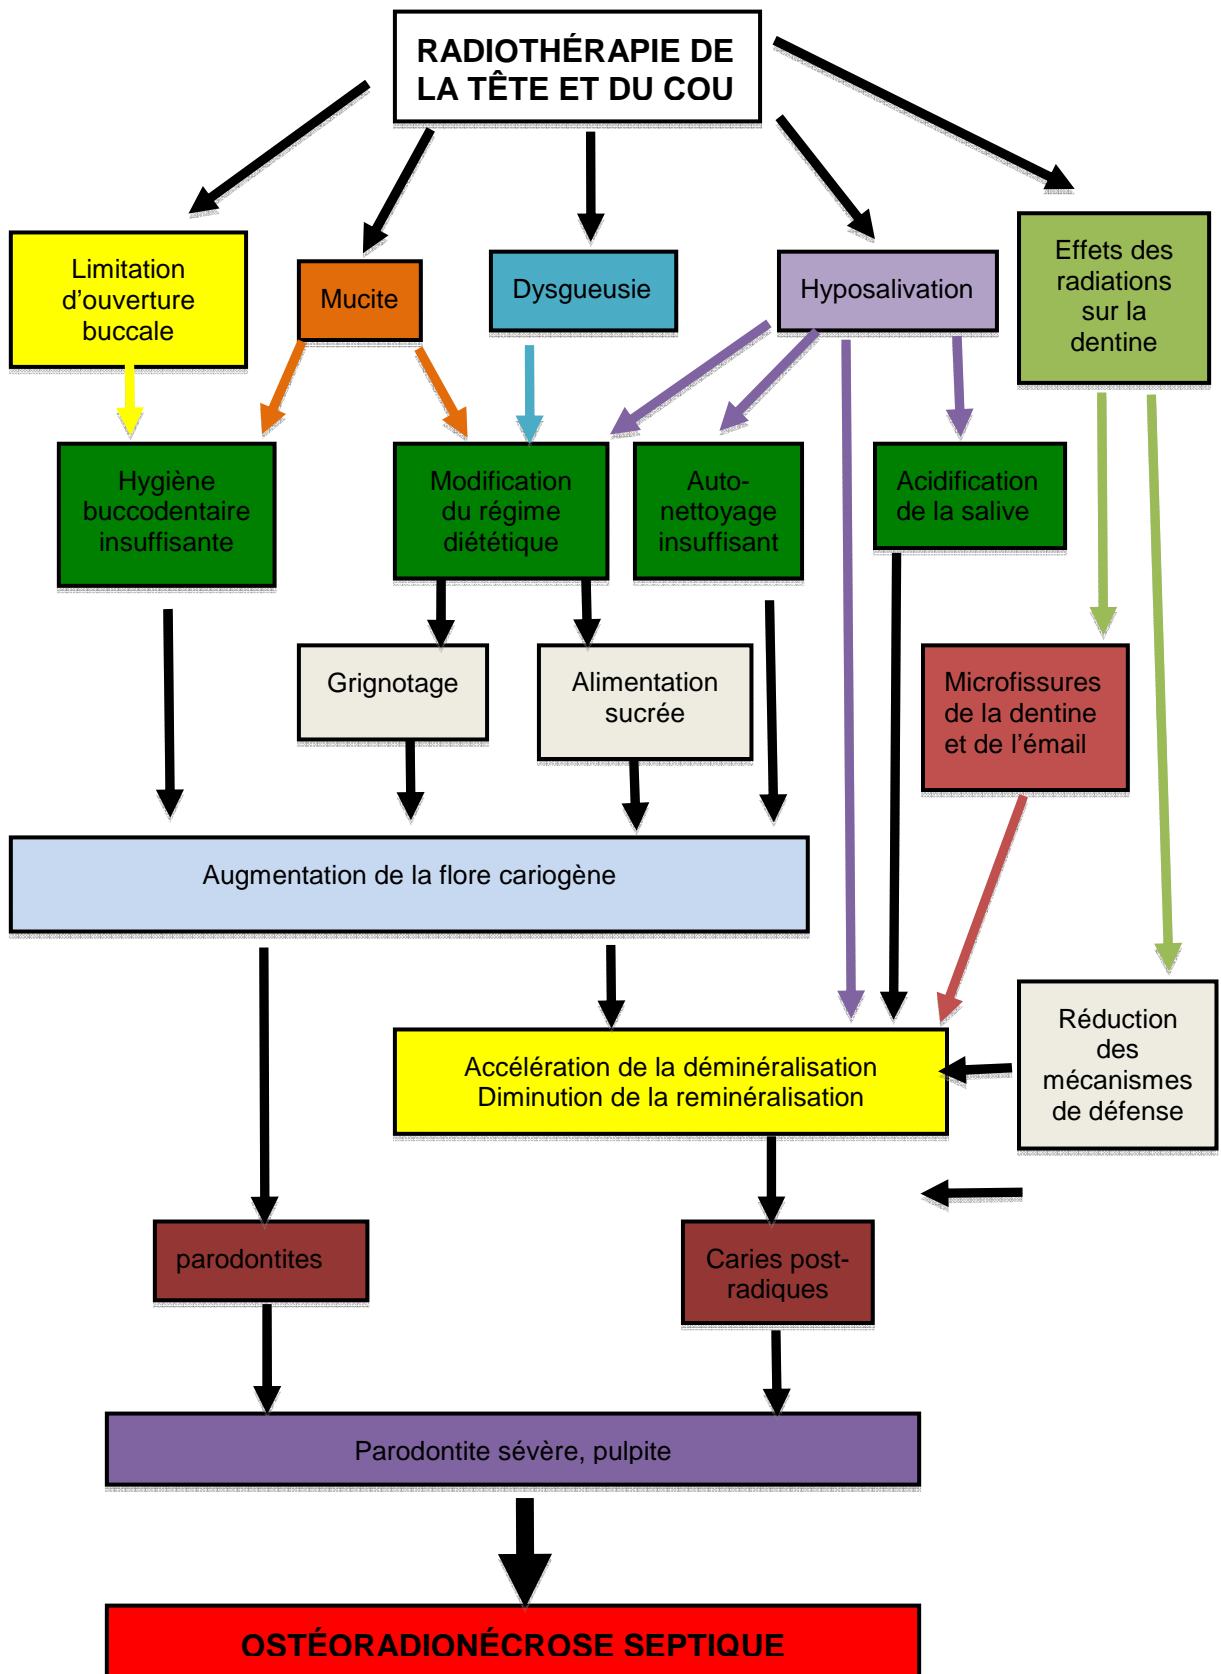 RADIOTHÉRAPIE DE
LA TÊTE ET DU COU
Limitation
d'ouverture
buccale
Mucite
Dysgueusie
Hyposalivation
Effets des
radiations
sur la
dentine
Hygiène
buccodentaire
insuffisante
Modification
du régime
diététique
Auto-
nettoyage
insuffisant
Acidification
de la salive
Grignotage
Alimentation
sucrée
Microfissures
de la dentine
et de l'émail
Augmentation de la flore cariogène
Accélération de la déminéralisation
Diminution de la reminéralisation
Réduction
des
mécanismes
de défense
parodontites
Caries post-
radiques
Parodontite sévère, pulpite
OSTÉORADIONÉCROSE SEPTIQUE